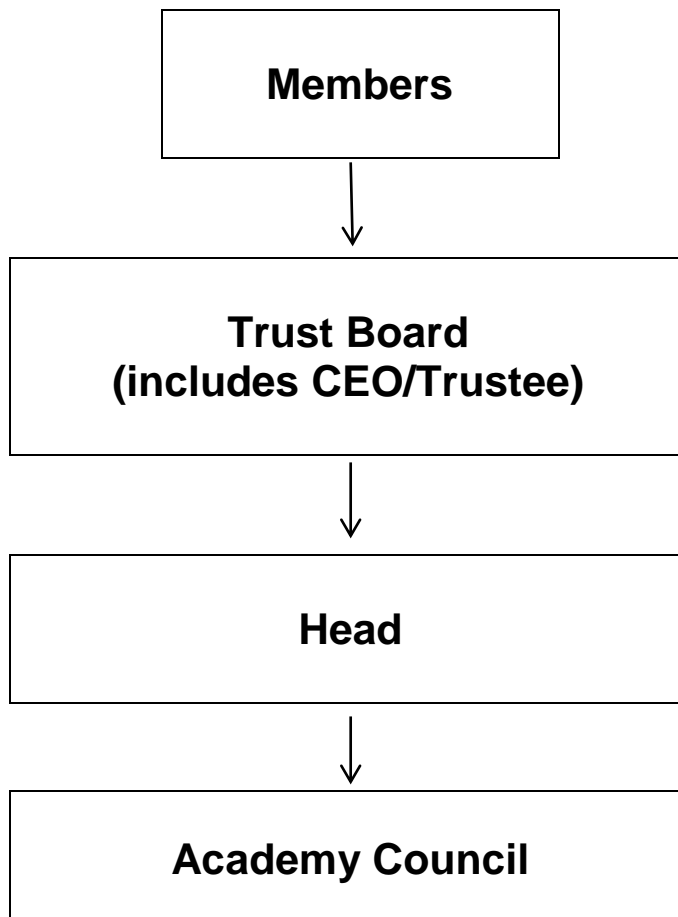 Members
Trust Board
(includes CEO/Trustee)
Head
Academy Council